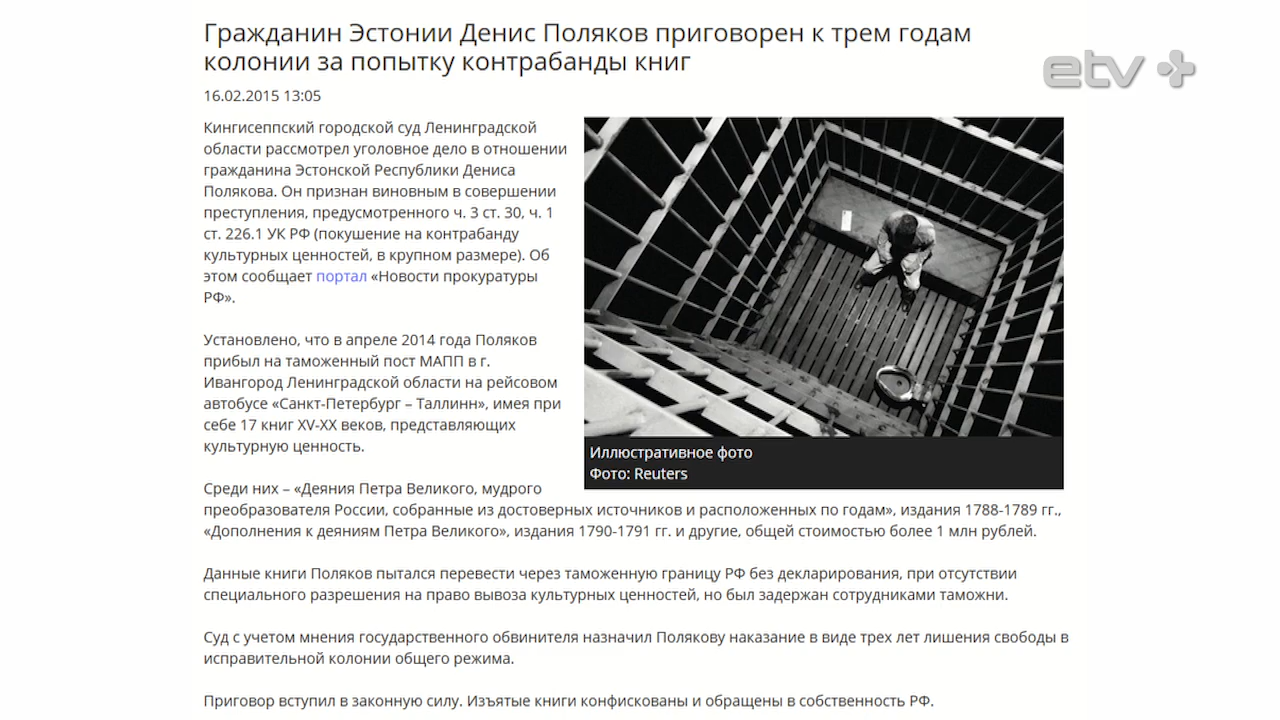 Гражданин Эстонии Денис Поляков приговорен к трем годам
колонии за попытку контрабанды книг
etv +
16.02.2015 13:05
Кингисеппский городской суд Ленинградской
области рассмотрел уголовное дело в отношении
гражданина Эстонской Республики Дениса
Полякова. Он признан виновным в совершении
преступления, предусмотренного ч. 3 ст. 30, ч. 1
ст. 226.1 УК РФ (покушение на контрабанду
культурных ценностей, в крупном размере). Об
этом сообщает портал «Новости прокуратуры
РФ».
Установлено, что в апреле 2014 года Поляков
прибыл на таможенный пост МАПП в г.
Ивангород Ленинградской области на рейсовом
автобусе «Санкт-Петербург – Таллинн», имея при
себе 17 книг XV-XX веков, представляющих
культурную ценность.
Иллюстративное фото
Фото: Reuters
Среди них – «Деяния Петра Великого, мудрого
преобразователя России, собранные из достоверных источников и расположенных по годам», издания 1788-1789 гг.,
«Дополнения к деяниям Петра Великого», издания 1790-1791 гг. и другие, общей стоимостью более 1 млн рублей.
Данные книги Поляков пытался перевести через таможенную границу РФ без декларирования, при отсутствии
специального разрешения на право вывоза культурных ценностей, но был задержан сотрудниками таможни.
Суд с учетом мнения государственного обвинителя назначил Полякову наказание в виде трех лет лишения свободы в
исправительной колонии общего режима.
Приговор вступил в законную силу. Изъятые книги конфискованы и обращены в собственность РФ.